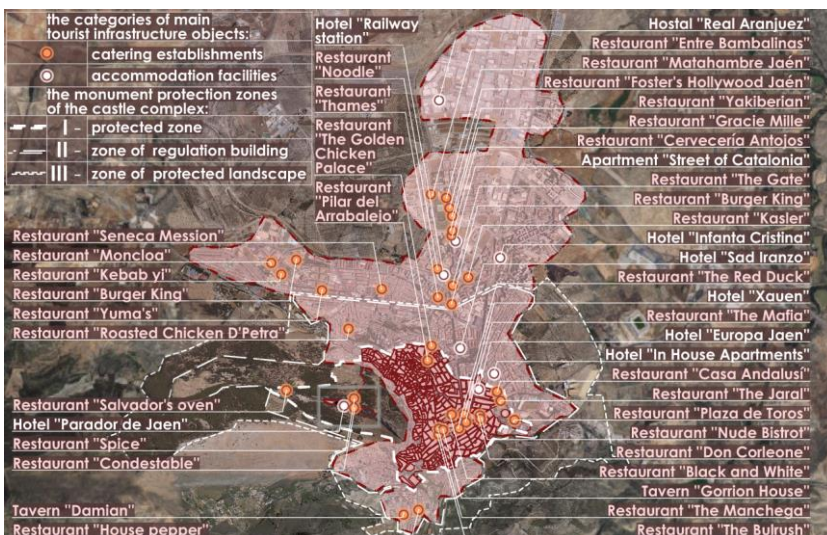 the categories of main
tourist infrastructure objects:
catering establishments
accommodation facilities
the monument protection zones
of the castle complex:
I - protected zone
II - zone of regulation building
III - zone of protected landscape
Hotel "Railway
station"
Restaurant
"Noodle"
Restaurant
"Thames"
Restaurant
"The Golden
Chicken
Palace"
Restaurant
"Pilar del
Arrabalejo"
Hostal "Real Aranjuez"
Restaurant "Entre Bambalinas"
Restaurant "Matahambre Jaén"
Restaurant "Foster's Hollywood Jaén"
Restaurant "Yakiberian"
Restaurant "Gracie Mille"
Restaurant "Cervecería Antojos"
Apartment "Street of Catalonia"
Restaurant "The Gate"
Restaurant "Burger King"
Restaurant "Kasler"
Hotel "Infanta Cristina"
Hotel "Sad Iranzo"
Restaurant "The Red Duck"
Hotel "Xauen"
Restaurant "The Mafia"
Hotel "Europa Jaen"
Hotel "In House Apartments"
Restaurant "Casa Andalusí"
Restaurant "The Jaral"
Restaurant "Plaza de Toros"
Restaurant "Nude Bistrot"
Restaurant "Don Corleone"
Restaurant "Black and White"
Tavern "Gorrion House"
Restaurant "The Manchega"
Restaurant "The Bulrush"
Restaurant "Seneca Mession"
Restaurant "Moncloa"
Restaurant "Kebab yi"
Restaurant "Burger King"
Restaurant "Yuma's"
Restaurant "Roasted Chicken D'Petra"
Restaurant "Salvador's oven"
Hotel "Parador de Jaen"
Restaurant "Spice"
Restaurant "Condestable"
Tavern "Damian"
Restaurant "House pepper"